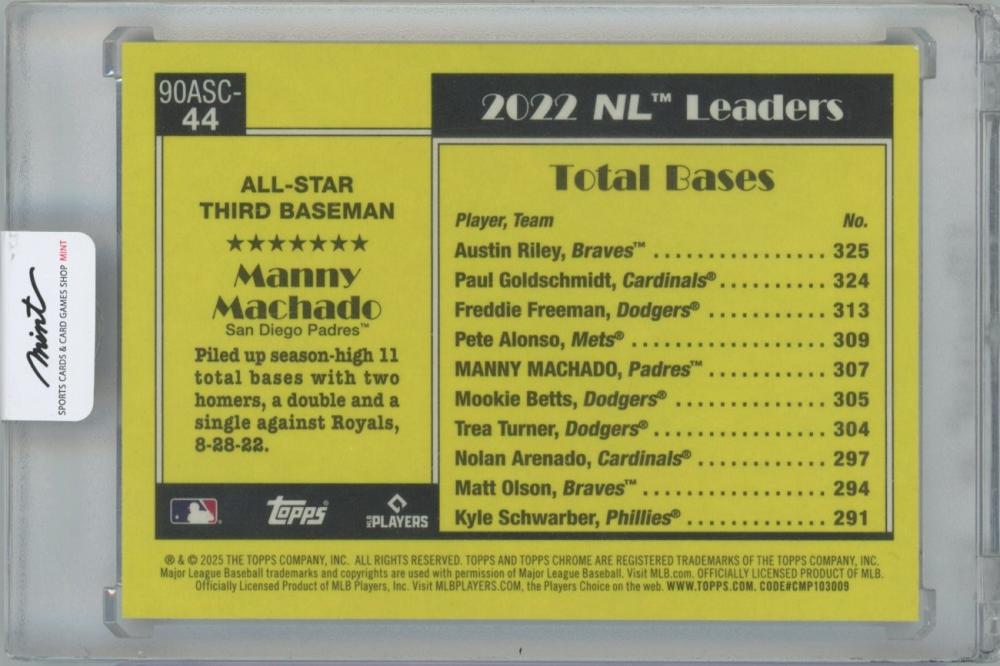 90ASC-
44
2022 NL™ Leaders
ALL-STAR
THIRD BASEMAN
★★★★★★★
Manny
Machado
San Diego Padres™
Piled up season-high 11
total bases with two
homers, a double and a
single against Royals,
8-28-22.
Total Bases
Player, Team No.
Austin Riley, Braves™ ................ 325
Paul Goldschmidt, Cardinals® .......... 324
Freddie Freeman, Dodgers® ............ 313
Pete Alonso, Mets® .................. 309
MANNY MACHADO, Padres™ ........... 307
Mookie Betts, Dodgers® .............. 305
Trea Turner, Dodgers® ................ 304
Nolan Arenado, Cardinals® ............ 297
Matt Olson, Braves™ ................. 294
Kyle Schwarber, Phillies® ............. 291
Topps
MLB PLAYERS
® & © 2025 THE TOPPS COMPANY, INC. ALL RIGHTS RESERVED. TOPPS AND TOPPS CHROME ARE REGISTERED TRADEMARKS OF THE TOPPS COMPANY, INC.
Major League Baseball trademarks and copyrights are used with permission of Major League Baseball. Visit MLB.com. OFFICIALLY LICENSED PRODUCT OF MLB.
Officially Licensed Product of MLB Players, Inc. Visit MLBPLAYERS.COM, the Players Choice on the web. WWW.TOPPS.COM. CODE#CMP103009
mint
SPORTS CARDS & CARD GAMES SHOP MINT